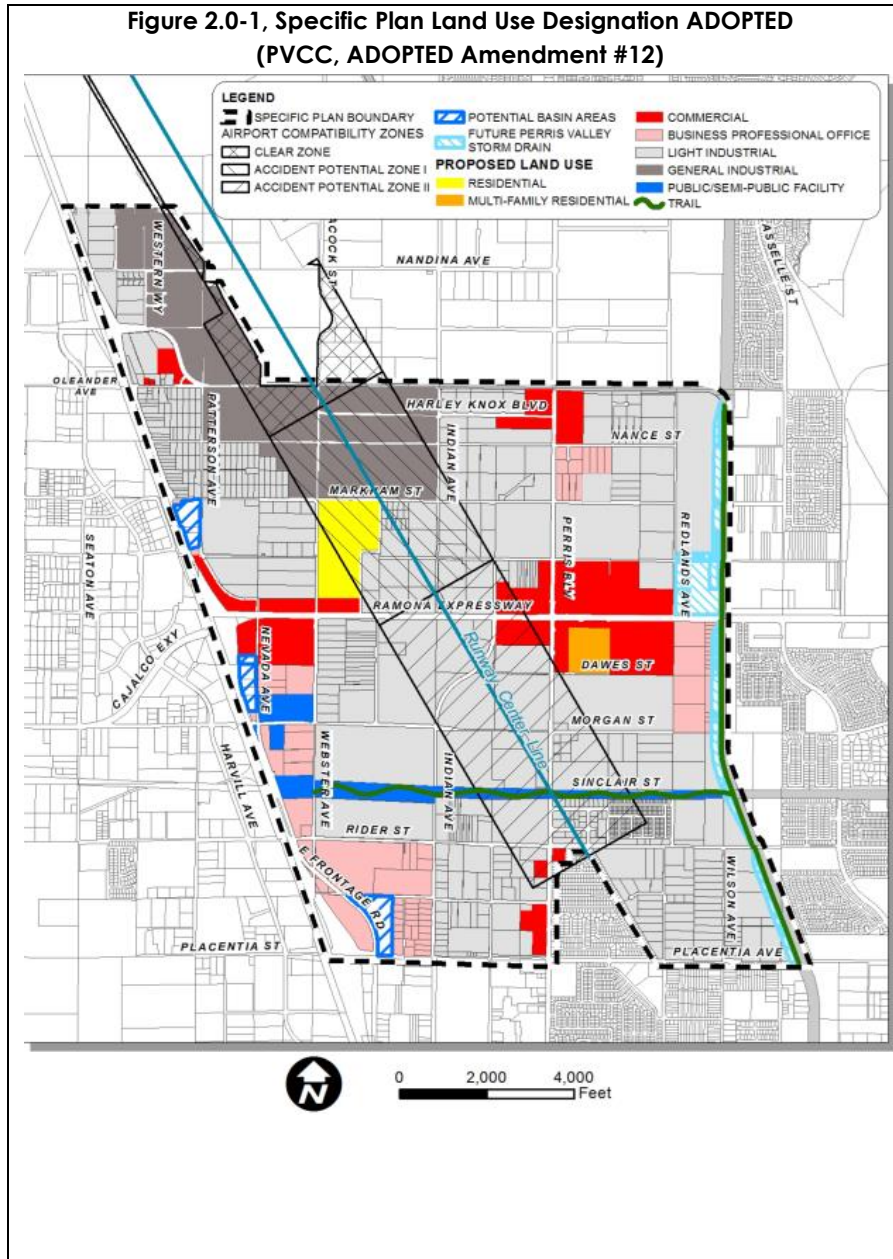 Figure 2.0-1, Specific Plan Land Use Designation ADOPTED
(PVCC, ADOPTED Amendment #12)
LEGEND
SPECIFIC PLAN BOUNDARY
AIRPORT COMPATIBILITY ZONES
CLEAR ZONE
ACCIDENT POTENTIAL ZONE I
ACCIDENT POTENTIAL ZONE II
POTENTIAL BASIN AREAS
FUTURE PERRIS VALLEY
STORM DRAIN
PROPOSED LAND USE
RESIDENTIAL
MULTI-FAMILY RESIDENTIAL
COMMERCIAL
BUSINESS PROFESSIONAL OFFICE
LIGHT INDUSTRIAL
GENERAL INDUSTRIAL
PUBLIC/SEMI-PUBLIC FACILITY
TRAIL
WESTERN WY
ACOCK ST
NANDINA AVE
ASSELLE ST
OLEANDER
AVE
PATTERSON AVE
HARLEY KNOX BLVD
INDIAN AVE
NANCE ST
MARKHAM ST
SEATON AVE
PERRIS BLV
REDLANDS AVE
RAMONA EXPRESSWAY
CAJALCO EXY
NEVADA AVE
Runway Center Line
DAWES ST
MORGAN ST
HARVILL AVE
WEBSTER AVE
INDIAN AVE
SINCLAIR ST
RIDER ST
E FRONTAGE RD
WILSON AVE
PLACENTIA ST
PLACENTIA AVE
N
0 2,000 4,000
Feet